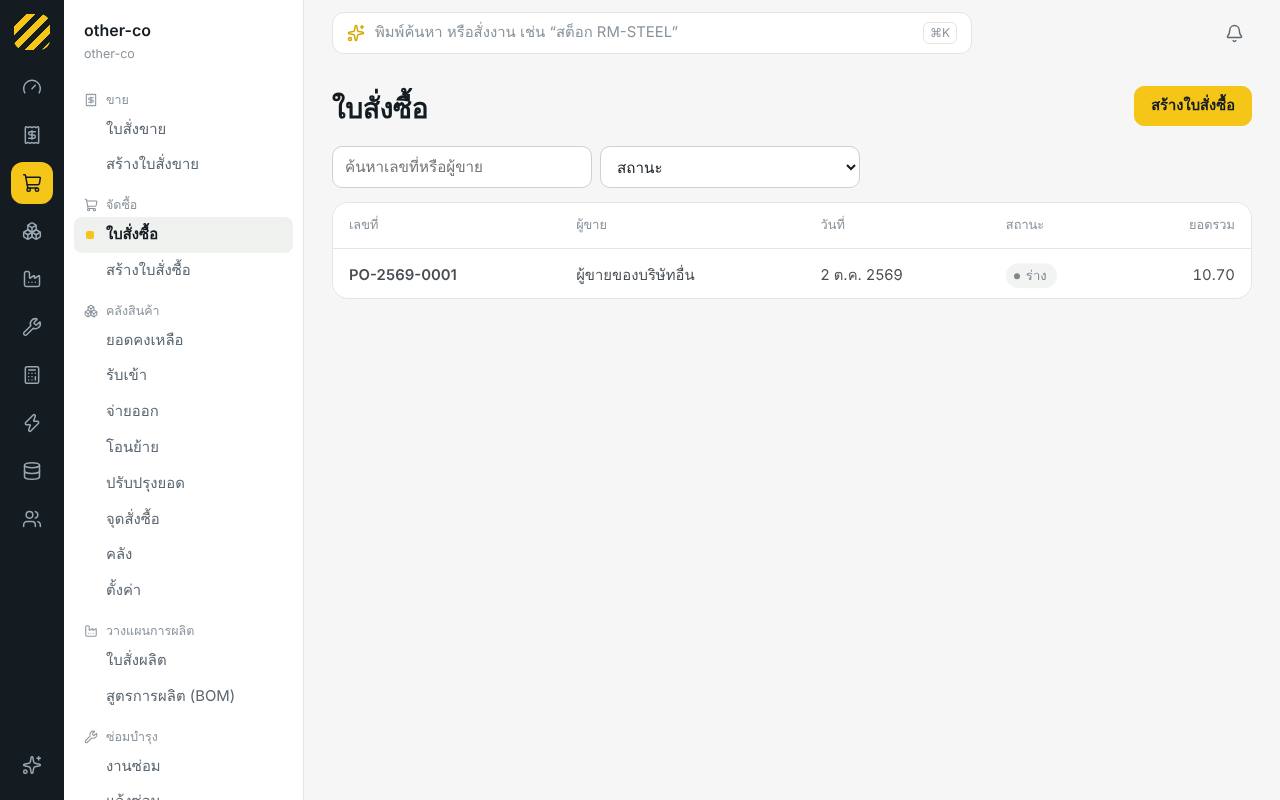 other-co
other-co
ขาย
ใบสั่งขาย
สร้างใบสั่งขาย
จัดซื้อ
ใบสั่งซื้อ
สร้างใบสั่งซื้อ
คลังสินค้า
ยอดคงเหลือ
รับเข้า
จ่ายออก
โอนย้าย
ปรับปรุงยอด
จุดสั่งซื้อ
คลัง
ตั้งค่า
วางแผนการผลิต
ใบสั่งผลิต
สูตรการผลิต (BOM)
ซ่อมบำรุง
งานซ่อม
พิมพ์ค้นหา หรือสั่งงาน เช่น “สต็อก RM-STEEL”
⌘K
ใบสั่งซื้อ
สร้างใบสั่งซื้อ
ค้นหาเลขที่หรือผู้ขาย
สถานะ
เลขที่ ผู้ขาย วันที่ สถานะ ยอดรวม
PO-2569-0001 ผู้ขายของบริษัทอื่น 2 ต.ค. 2569 ร่าง 10.70